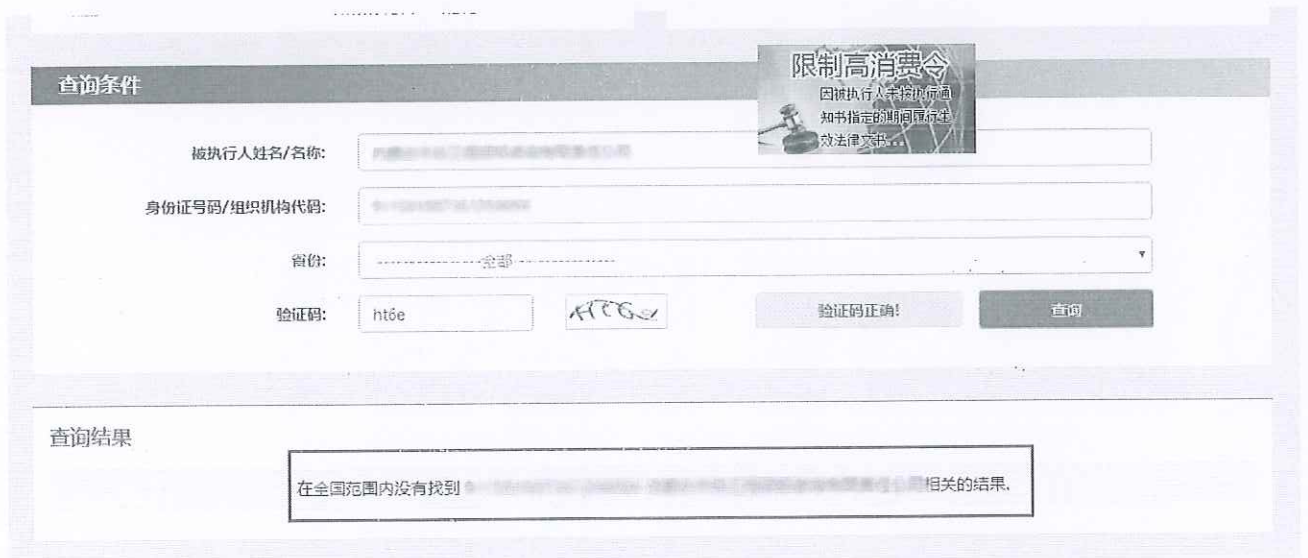 限制高消费令
因被执行人未按执行通
知书指定的期间履行生
效法律文书...
查询条件
被执行人姓名/名称:
身份证号码/组织机构代码:
省份: -----------------全部-----------------
验证码: ht6e HT6e 验证码正确! 查询
查询结果
在全国范围内没有找到 相关的结果.